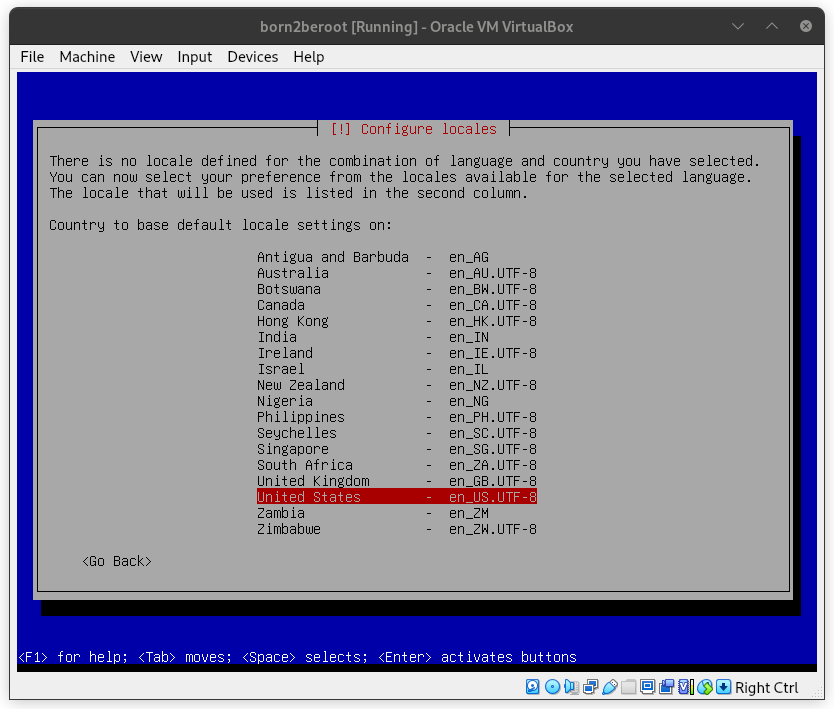 born2beroot [Running] - Oracle VM VirtualBox
File Machine View Input Devices Help
[!] Configure locales
There is no locale defined for the combination of language and country you have selected.
You can now select your preference from the locales available for the selected language.
The locale that will be used is listed in the second column.
Country to base default locale settings on:
Antigua and Barbuda - en_AG
Australia - en_AU.UTF-8
Botswana - en_BW.UTF-8
Canada - en_CA.UTF-8
Hong Kong - en_HK.UTF-8
India - en_IN
Ireland - en_IE.UTF-8
Israel - en_IL
New Zealand - en_NZ.UTF-8
Nigeria - en_NG
Philippines - en_PH.UTF-8
Seychelles - en_SC.UTF-8
Singapore - en_SG.UTF-8
South Africa - en_ZA.UTF-8
United Kingdom - en_GB.UTF-8
United States - en_US.UTF-8
Zambia - en_ZM
Zimbabwe - en_ZW.UTF-8
<Go Back>
<F1> for help; <Tab> moves; <Space> selects; <Enter> activates buttons
Right Ctrl